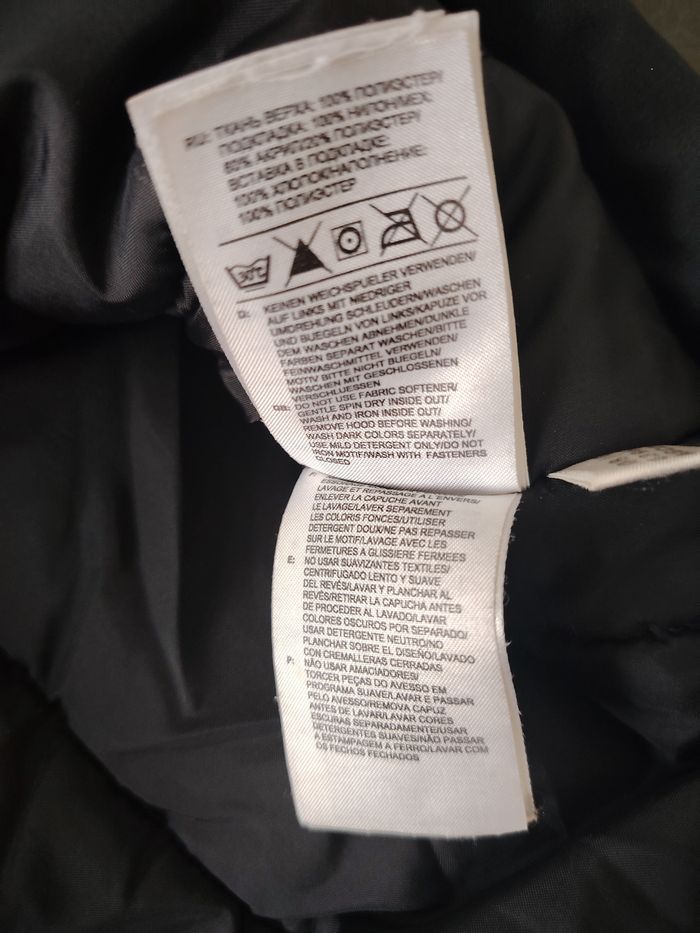 RU: ТКАНЬ ВЕРХА: 100% ПОЛИЭСТЕР/
ПОДКЛАДКА: 100% НИЛОН/МЕХ:
80% АКРИЛ/20% ПОЛИЭСТЕР/
ВСТАВКА В ПОДКЛАДКЕ:
100% ХЛОПОК/НАПОЛНЕНИЕ:
100% ПОЛИЭСТЕР
30°C
D: KEINEN WEICHSPUELER VERWENDEN/
AUF LINKS MIT NIEDRIGER
UMDREHUNG SCHLEUDERN/WASCHEN
UND BUEGELN VON LINKS/KAPUZE VOR
DEM WASCHEN ABNEHMEN/DUNKLE
FARBEN SEPARAT WASCHEN/BITTE
FEINWASCHMITTEL VERWENDEN/
MOTIV BITTE NICHT BUEGELN/
WASCHEN MIT GESCHLOSSENEN
VERSCHLUESSEN
GB: DO NOT USE FABRIC SOFTENER/
GENTLE SPIN DRY INSIDE OUT/
WASH AND IRON INSIDE OUT/
REMOVE HOOD BEFORE WASHING/
WASH DARK COLORS SEPARATELY/
USE MILD DETERGENT ONLY/DO NOT
IRON MOTIF/WASH WITH FASTENERS
CLOSED
LAVAGE ET REPASSAGE A L'ENVERS/
ENLEVER LA CAPUCHE AVANT
LE LAVAGE/LAVER SEPAREMENT
LES COLORIS FONCES/UTILISER
DETERGENT DOUX/NE PAS REPASSER
SUR LE MOTIF/LAVAGE AVEC LES
FERMETURES A GLISSIERE FERMEES
E: NO USAR SUAVIZANTES TEXTILES/
CENTRIFUGADO LENTO Y SUAVE
DEL REVÉS/LAVAR Y PLANCHAR AL
REVÉS/RETIRAR LA CAPUCHA ANTES
DE PROCEDER AL LAVADO/LAVAR
COLORES OSCUROS POR SEPARADO/
USAR DETERGENTE NEUTRO/NO
PLANCHAR SOBRE EL DISEÑO/LAVADO
CON CREMALLERAS CERRADAS
P: NÃO USAR AMACIADORES/
TORCER PEÇAS DO AVESSO EM
PROGRAMA SUAVE/LAVAR E PASSAR
PELO AVESSO/REMOVA CAPUZ
ANTES DE LAVAR/LAVAR CORES
ESCURAS SEPARADAMENTE/USAR
DETERGENTES SUAVES/NÃO PASSAR
A ESTAMPAGEM A FERRO/LAVAR COM
OS FECHOS FECHADOS